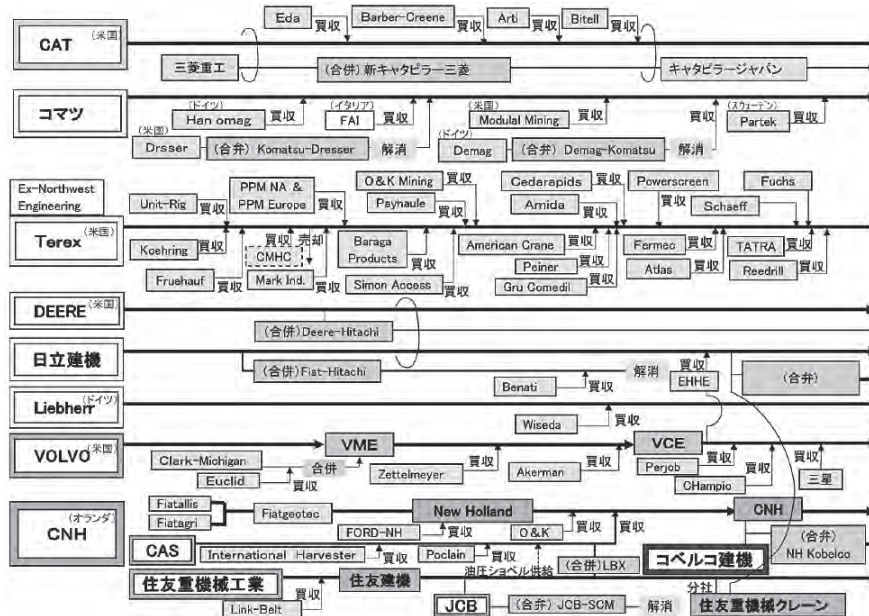 Eda 買収 Barber-Creene 買収 Arti 買収 Bitell 買収
CAT (米国)
三菱重工 (合併) 新キャタピラー三菱 キャタピラージャパン
コマツ
(ドイツ) Han omag 買収 (イタリア) FAI 買収 (米国) Modulal Mining 買収 (スウェーデン) Partek 買収
(米国) Drsser (合弁) Komatsu-Dresser 解消 (ドイツ) Demag (合弁) Demag-Komatsu 解消
Ex-Northwest
Engineering
Unit-Rig 買収 PPM NA &
PPM Europe 買収 O&K Mining 買収 Cedarapids 買収 Powerscreen 買収 Fuchs 買収
Payhaule 買収 Amida 買収 Schaeff 買収
Terex (米国)
Koehring 買収 買収 売却 Baraga
Products 買収 American Crane 買収 Fermec 買収 TATRA 買収
CMHC Peiner 買収
Fruehauf 買収 Mark Ind. 買収 Simon Access 買収 Gru Comedil 買収 Atlas 買収 Reedrill 買収
DEERE (米国)
(合併) Deere-Hitachi
日立建機
(合併) Fiat-Hitachi 解消 買収 (合弁)
Benati 買収 EHHE
Liebherr (ドイツ)
Wiseda 買収
VOLVO (米国) VME VCE
Clark-Michigan 合併 Zettelmeyer 買収 Akerman 買収 Perjob 買収
Euclid 買収 CHampic 買収 三星 買収
CNH (オランダ)
Fiatallis
Fiatagri
Fiatgeotec New Holland CNH
FORD-NH 買収 O&K 買収 買収
CAS International Harvester 買収 Poclain 買収 (合併)LBX コベルコ建機 (合弁)
NH Kobelco
油圧ショベル供給
住友重機械工業 住友建機 分社
Link-Belt 買収 JCB (合弁) JCB-SCM 解消 住友重機械クレーン